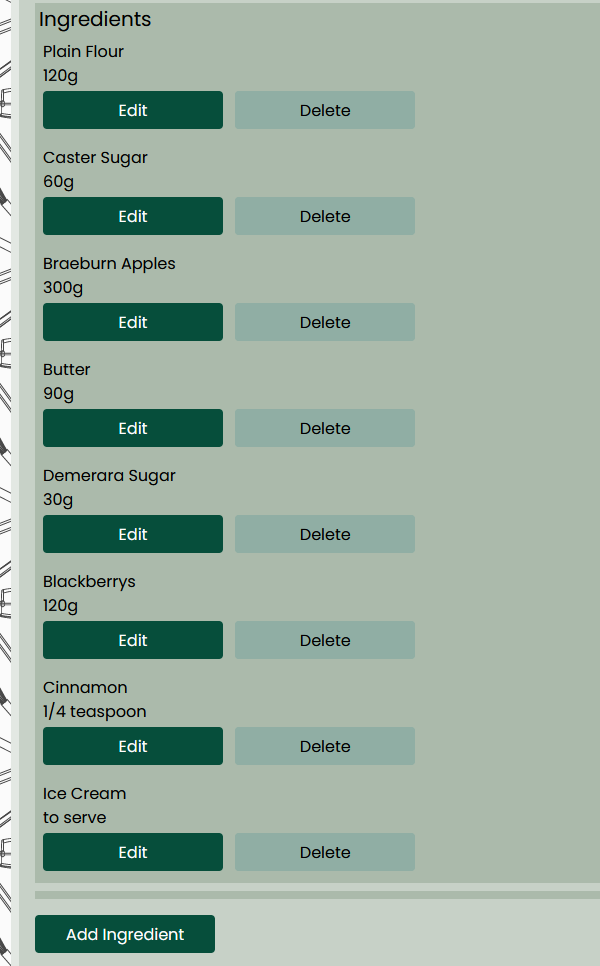 Ingredients
Plain Flour
120g
Edit Delete
Caster Sugar
60g
Edit Delete
Braeburn Apples
300g
Edit Delete
Butter
90g
Edit Delete
Demerara Sugar
30g
Edit Delete
Blackberrys
120g
Edit Delete
Cinnamon
1/4 teaspoon
Edit Delete
Ice Cream
to serve
Edit Delete
Add Ingredient